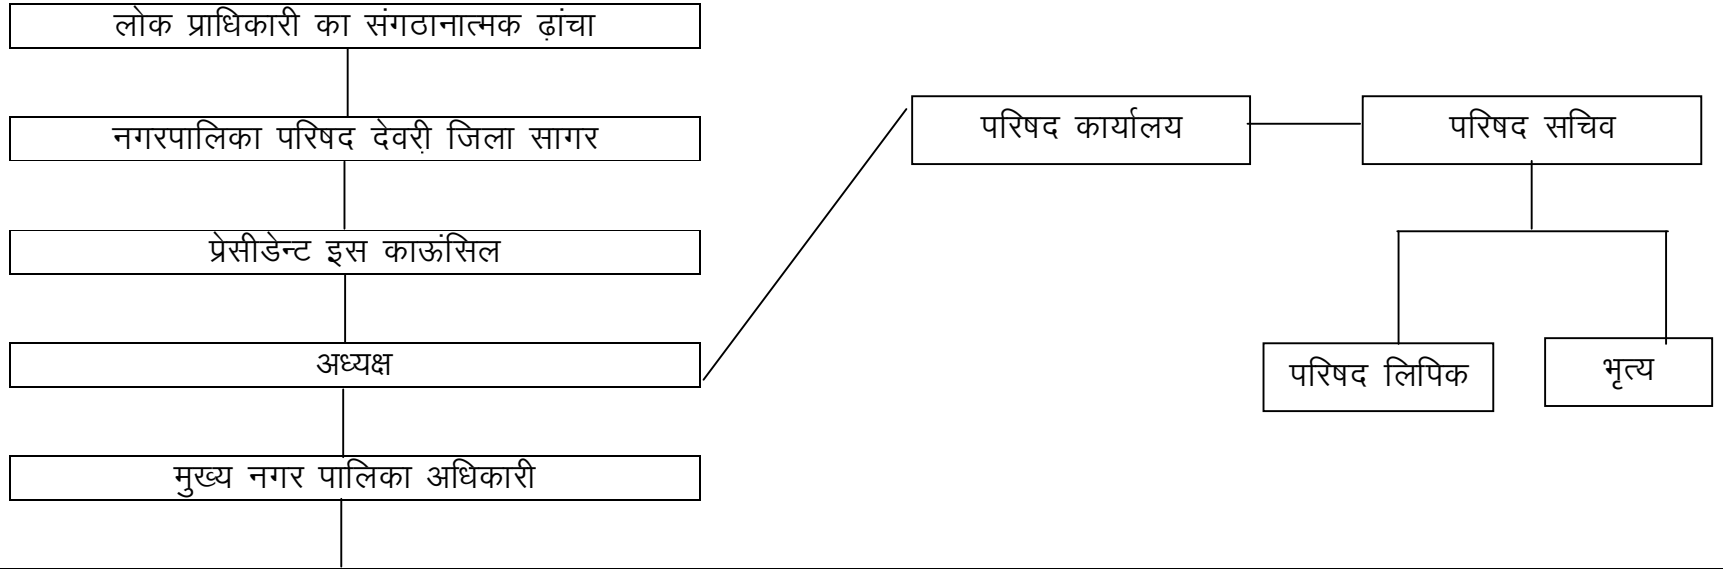 लोक प्राधिकारी का संगठानात्मक ढ़ांचा
नगरपालिका परिषद देवरी़ जिला सागर
प्रेसीडेन्ट इस काऊंसिल
अध्यक्ष
मुख्य नगर पालिका अधिकारी
परिषद कार्यालय
परिषद सचिव
परिषद लिपिक
भृत्य